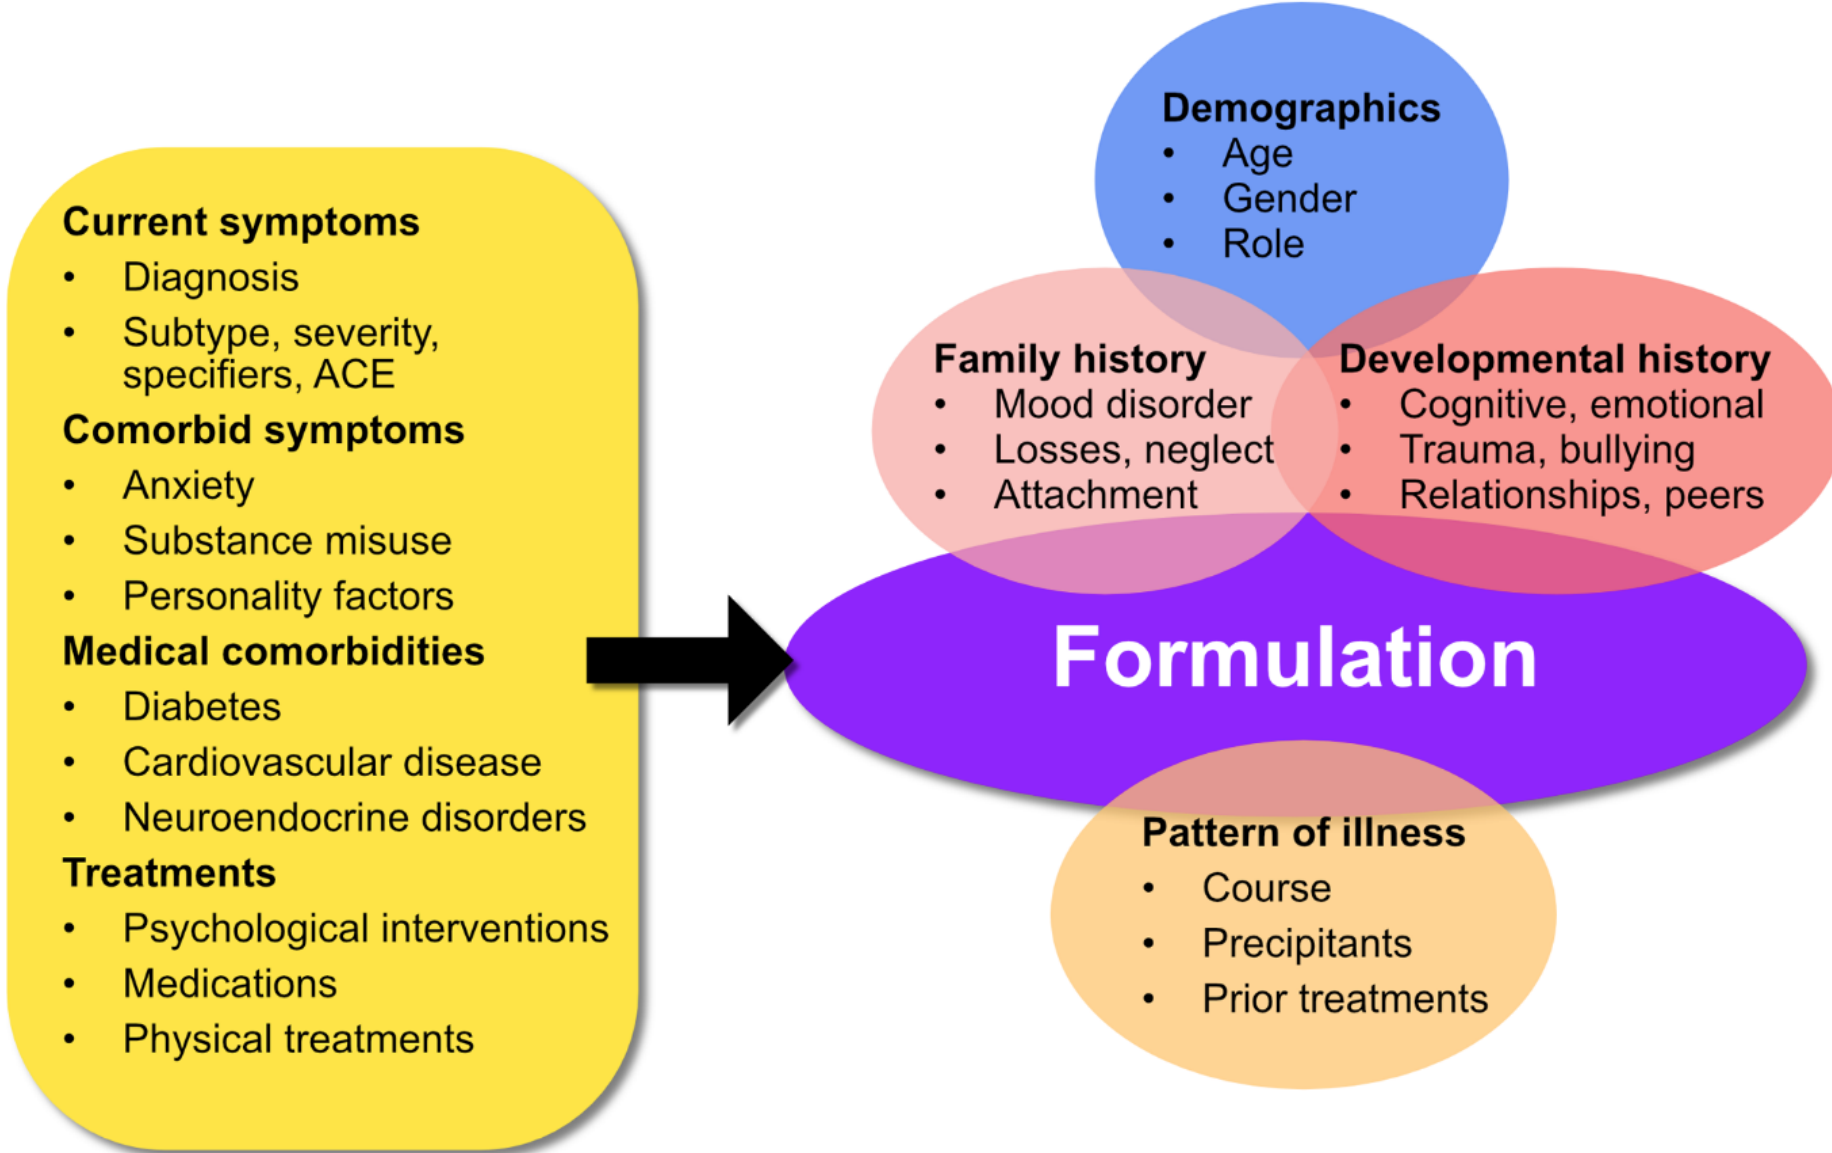 Current symptoms
• Diagnosis
• Subtype, severity,
specifiers, ACE
Comorbid symptoms
• Anxiety
• Substance misuse
• Personality factors
Medical comorbidities
• Diabetes
• Cardiovascular disease
• Neuroendocrine disorders
Treatments
• Psychological interventions
• Medications
• Physical treatments
Demographics
• Age
• Gender
• Role
Family history
• Mood disorder
• Losses, neglect
• Attachment
Developmental history
• Cognitive, emotional
• Trauma, bullying
• Relationships, peers
Formulation
Pattern of illness
• Course
• Precipitants
• Prior treatments